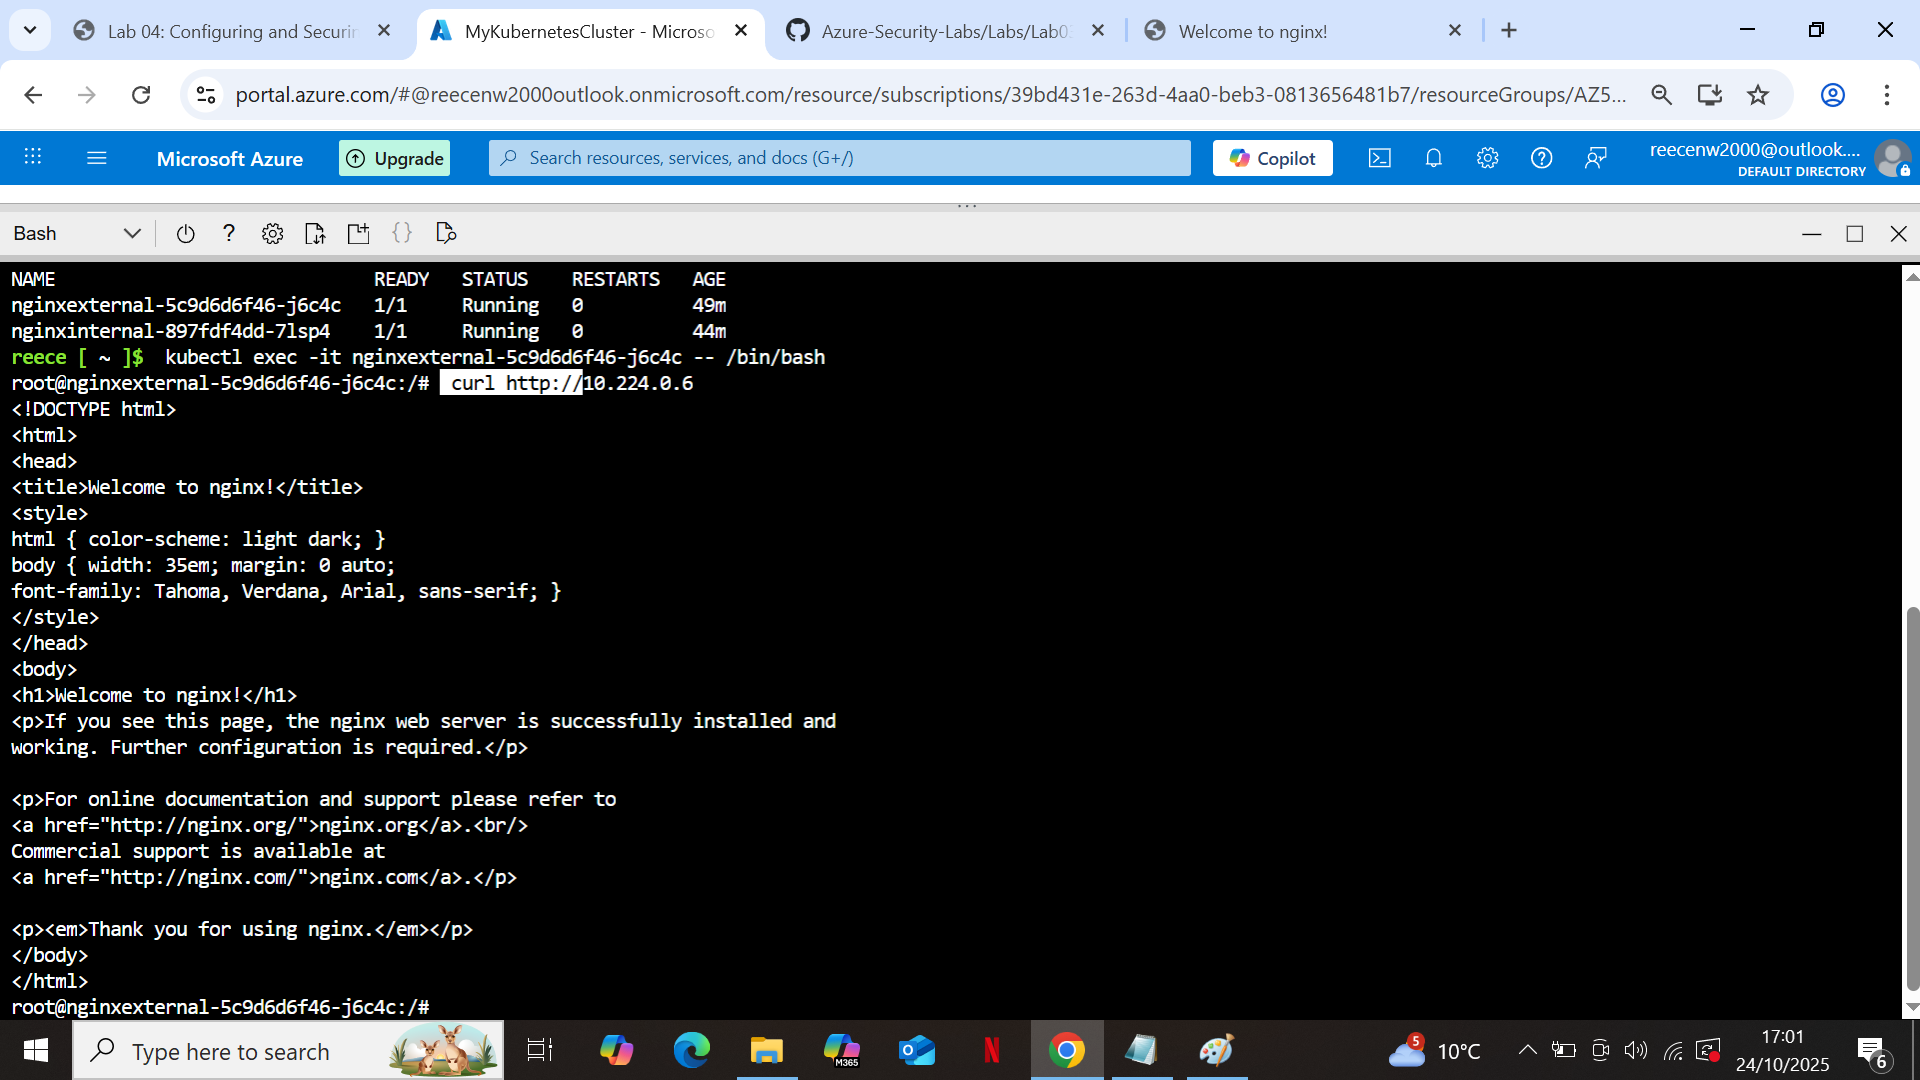 Lab 04: Configuring and Securin
MyKubernetesCluster - Microso
Azure-Security-Labs/Labs/Lab03
Welcome to nginx!
portal.azure.com/#@reecenw2000outlook.onmicrosoft.com/resource/subscriptions/39bd431e-263d-4aa0-beb3-0813656481b7/resourceGroups/AZ5...
Microsoft Azure
Upgrade
Search resources, services, and docs (G+/)
Copilot
reecenw2000@outlook....
DEFAULT DIRECTORY
Bash
NAME READY STATUS RESTARTS AGE
nginxexternal-5c9d6d6f46-j6c4c 1/1 Running 0 49m
nginxinternal-897fdf4dd-7lsp4 1/1 Running 0 44m
reece [ ~ ]$ kubectl exec -it nginxexternal-5c9d6d6f46-j6c4c -- /bin/bash
root@nginxexternal-5c9d6d6f46-j6c4c:/# curl http://10.224.0.6
<!DOCTYPE html>
<html>
<head>
<title>Welcome to nginx!</title>
<style>
html { color-scheme: light dark; }
body { width: 35em; margin: 0 auto;
font-family: Tahoma, Verdana, Arial, sans-serif; }
</style>
</head>
<body>
<h1>Welcome to nginx!</h1>
<p>If you see this page, the nginx web server is successfully installed and
working. Further configuration is required.</p>
<p>For online documentation and support please refer to
<a href="http://nginx.org/">nginx.org</a>.<br/>
Commercial support is available at
<a href="http://nginx.com/">nginx.com</a>.</p>
<p><em>Thank you for using nginx.</em></p>
</body>
</html>
root@nginxexternal-5c9d6d6f46-j6c4c:/#
Type here to search
M365
5
10°C
17:01
24/10/2025
6